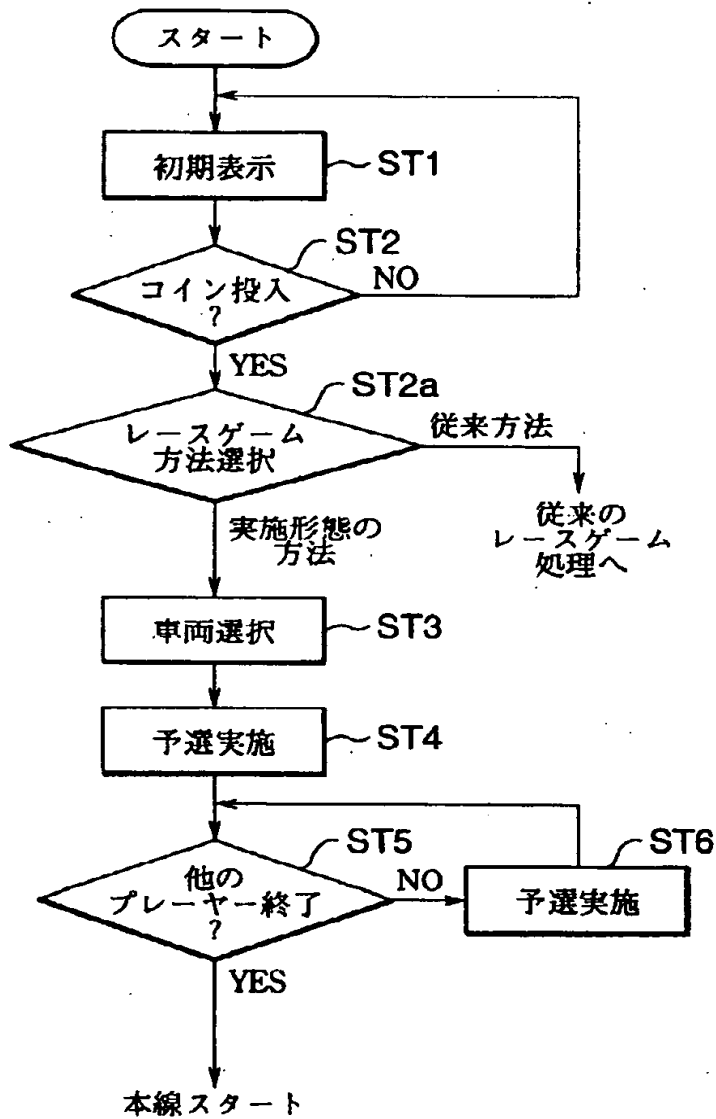 スタート
初期表示
ST1
ST2
コイン投入
?
NO
YES
ST2a
レースゲーム
方法選択
従来方法
従来の
レースゲーム
処理へ
実施形態の
方法
車両選択
ST3
予選実施
ST4
ST5
他の
プレーヤー終了
?
NO
ST6
予選実施
YES
本線スタート